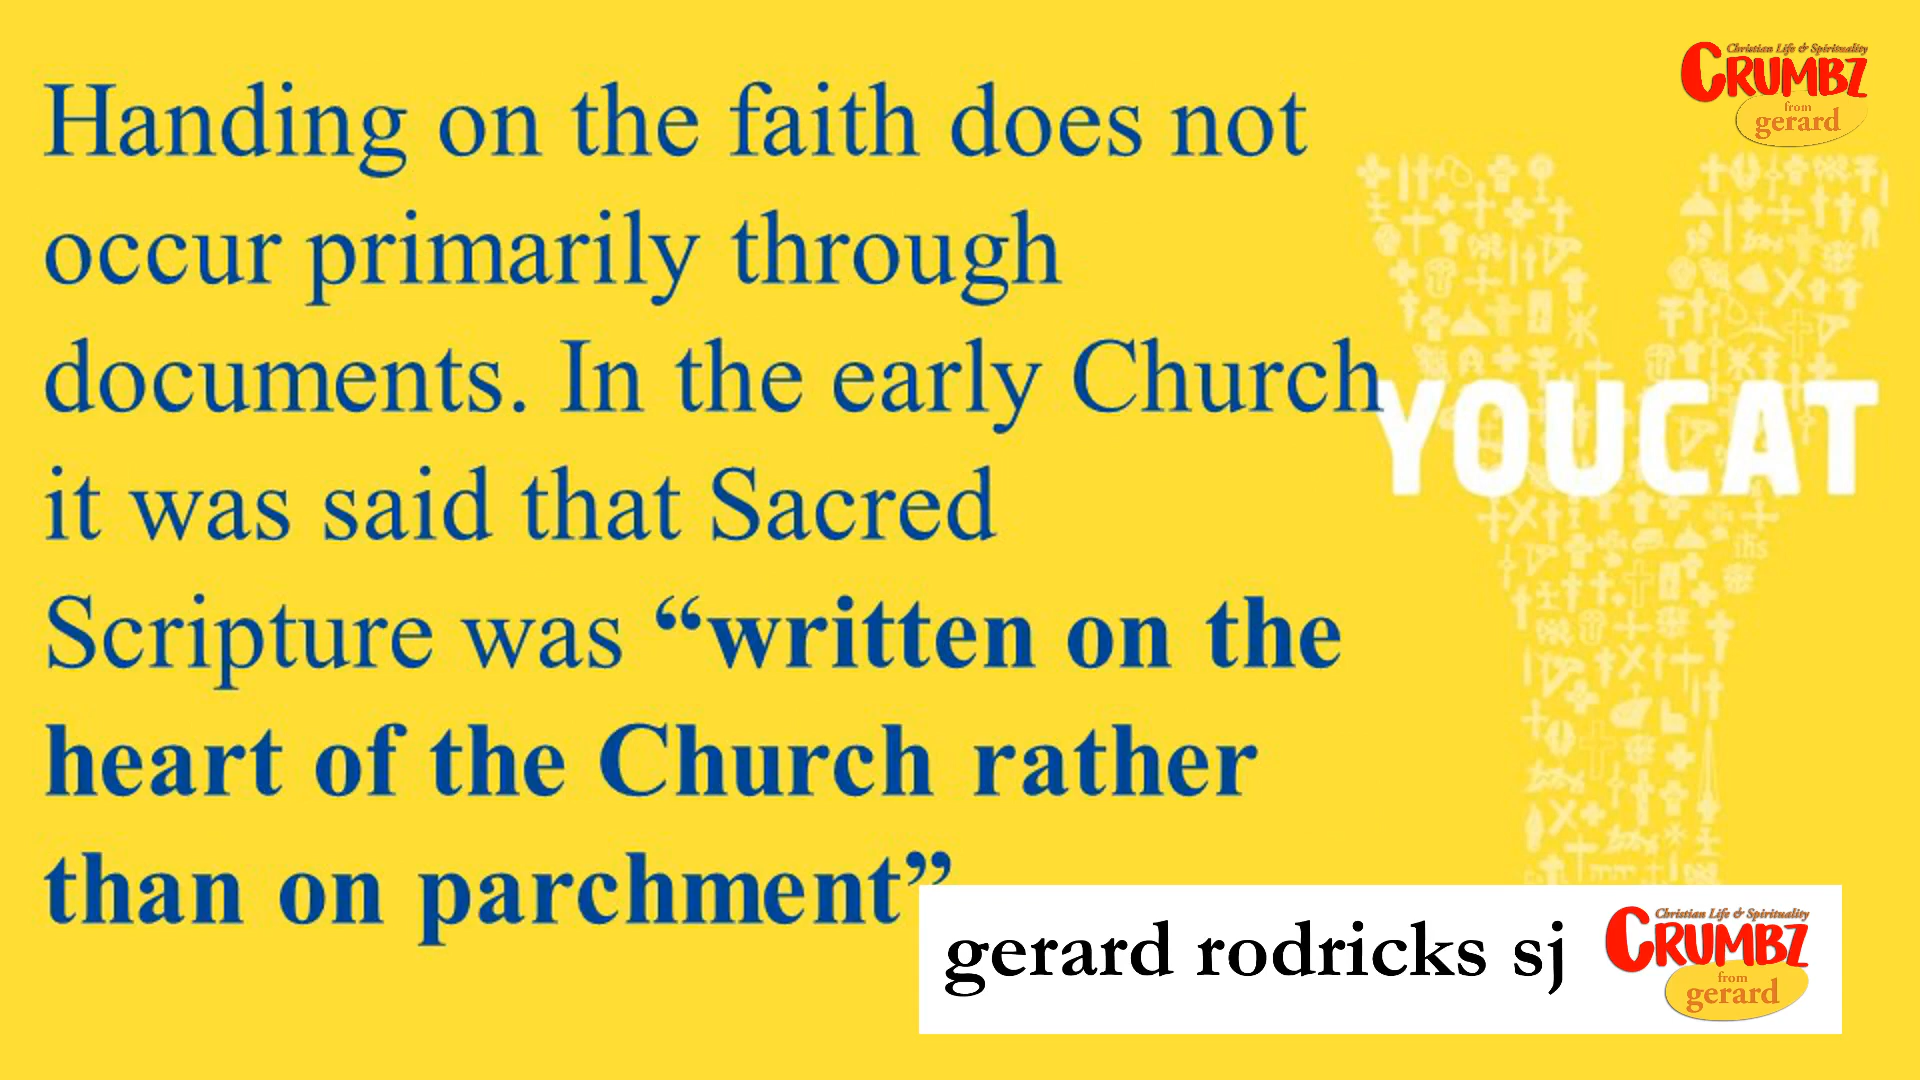 Christian Life & Spirituality
CRUMBZ
from
gerard
Handing on the faith does not
occur primarily through
documents. In the early Church
it was said that Sacred
Scripture was “written on the
heart of the Church rather
than on parchment”
YOUCAT
ihs
gerard rodricks sj
Christian Life & Spirituality
CRUMBZ
from
gerard